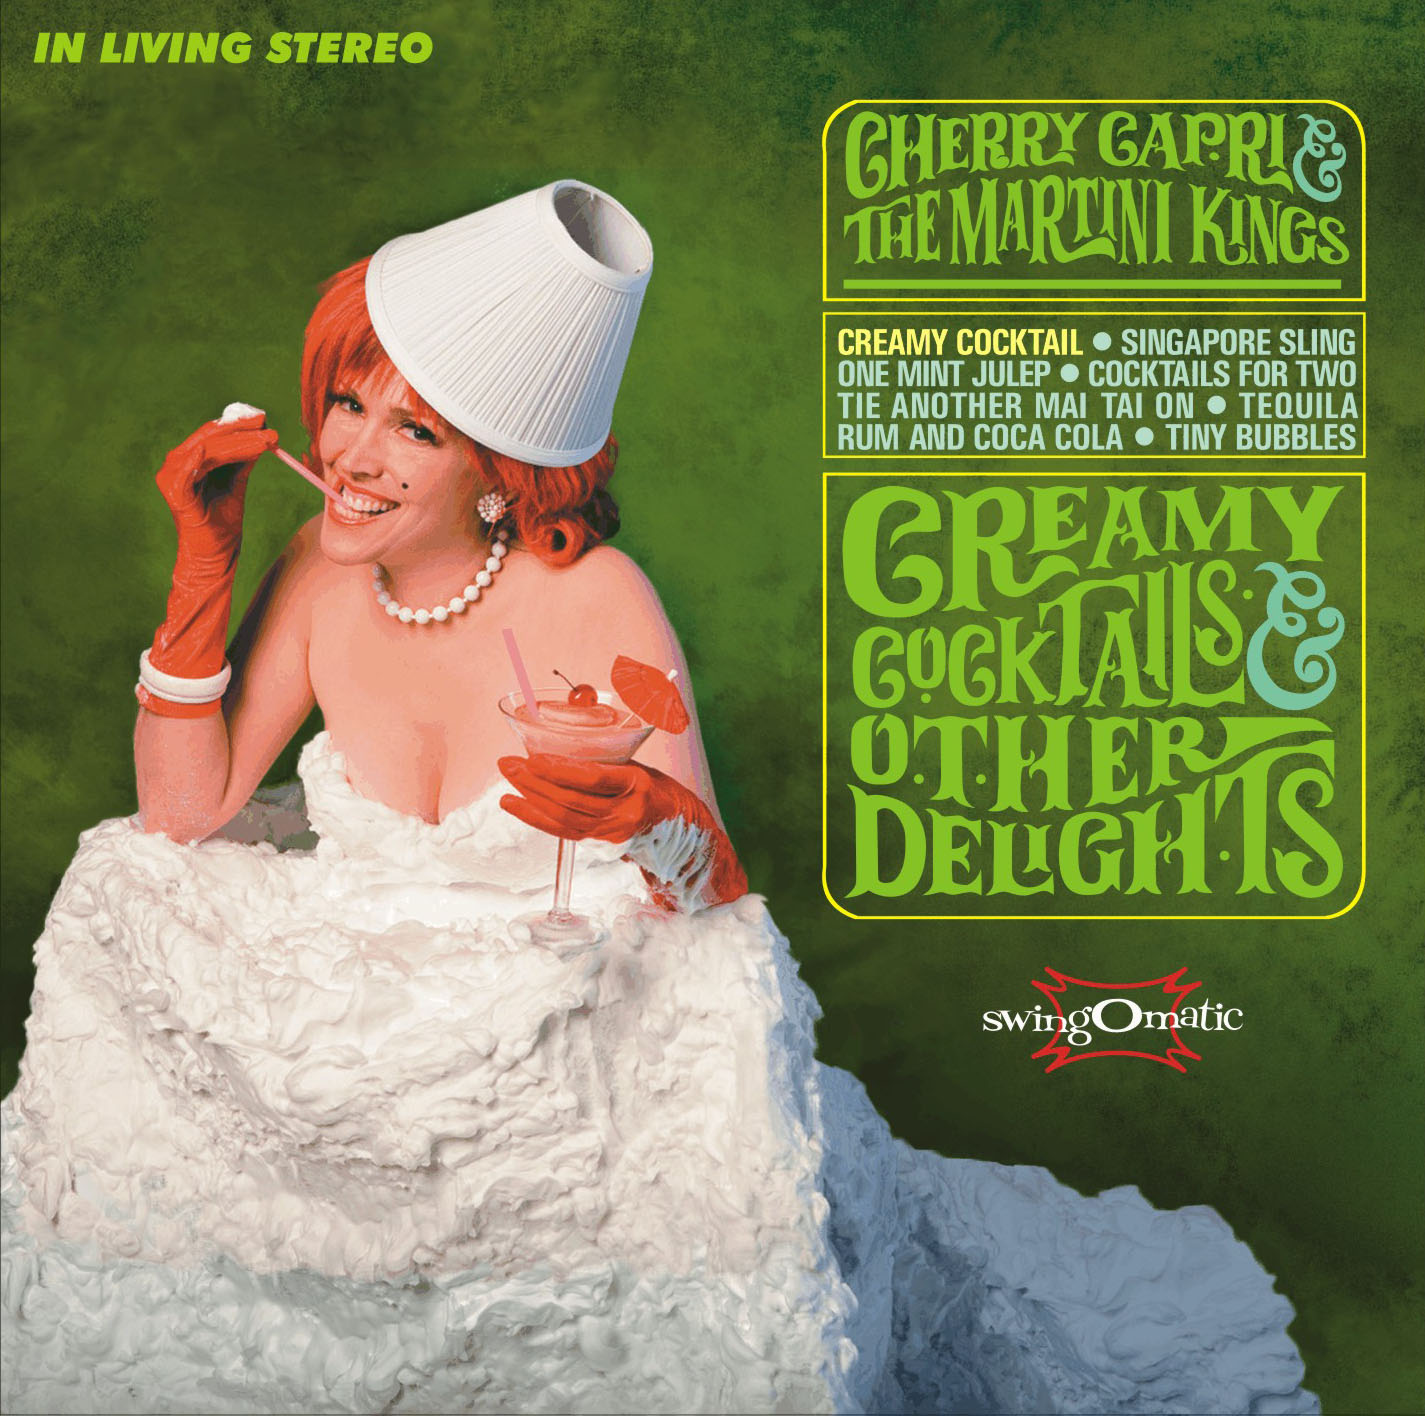 IN LIVING STEREO
CHERRY CAPRI &
THE MARTINI KINGS
CREAMY COCKTAIL • SINGAPORE SLING
ONE MINT JULEP • COCKTAILS FOR TWO
TIE ANOTHER MAI TAI ON • TEQUILA
RUM AND COCA COLA • TINY BUBBLES
CREAMY
COCKTAILS &
OTHER
DELIGHTS
swingOmatic